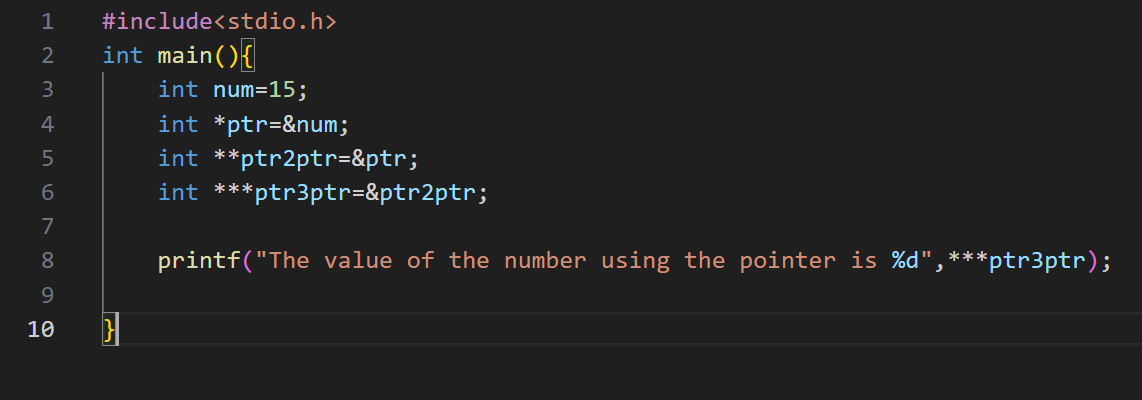 1 #include<stdio.h>
2 int main(){
3 int num=15;
4 int *ptr=&num;
5 int **ptr2ptr=&ptr;
6 int ***ptr3ptr=&ptr2ptr;
7
8 printf("The value of the number using the pointer is %d",***ptr3ptr);
9
10 }